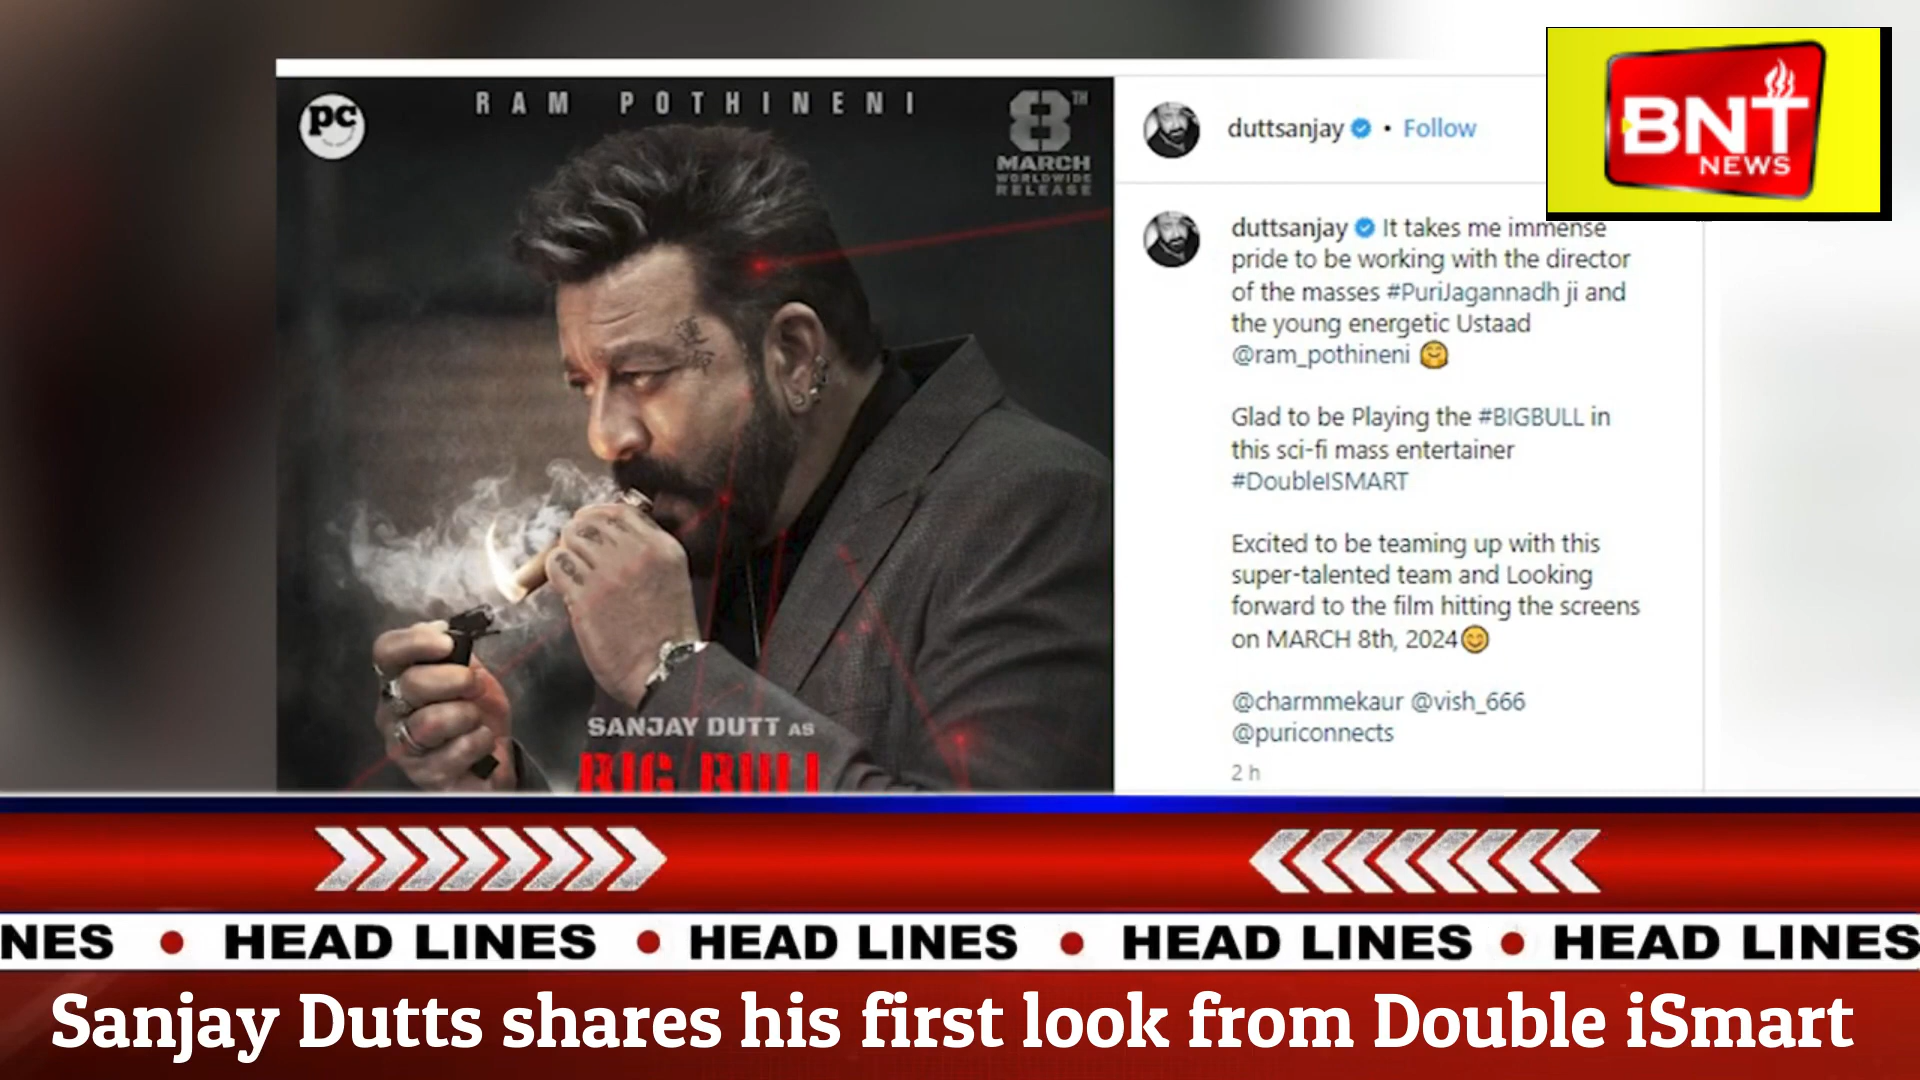 RAM POTHINENI
pc
8TH
MARCH
WORLDWIDE
RELEASE
SANJAY DUTT AS
BIG BULL
duttsanjay • Follow
duttsanjay It takes me immense
pride to be working with the director
of the masses #PuriJagannadh ji and
the young energetic Ustaad
@ram_pothineni 🤗
Glad to be Playing the #BIGBULL in
this sci-fi mass entertainer
#DoubleISMART
Excited to be teaming up with this
super-talented team and Looking
forward to the film hitting the screens
on MARCH 8th, 2024😊
@charmmekaur @vish_666
@puriconnects
2 h
BNT
NEWS
NES • HEAD LINES • HEAD LINES • HEAD LINES • HEAD LINES
Sanjay Dutts shares his first look from Double iSmart